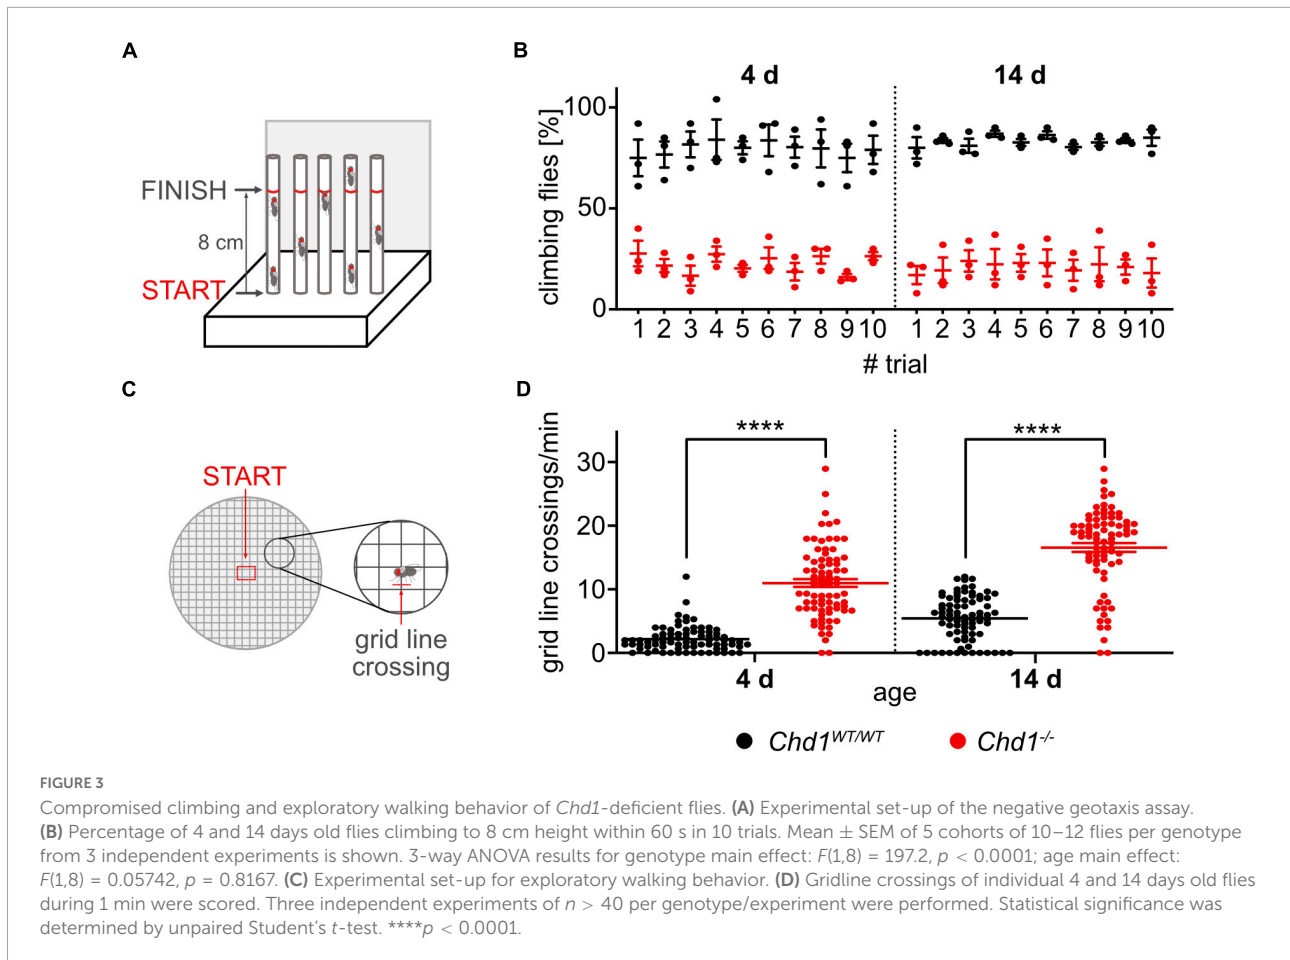 A
FINISH
8 cm
START
B
4 d
14 d
climbing flies [%]
100
50
0
1 2 3 4 5 6 7 8 9 10
1 2 3 4 5 6 7 8 9 10
# trial
C
START
grid line
crossing
D
grid line crossings/min
30
20
10
0
****
****
4 d
age
14 d
Chd1WT/WT
Chd1-/-
FIGURE 3
Compromised climbing and exploratory walking behavior of Chd1-deficient flies. (A) Experimental set-up of the negative geotaxis assay.
(B) Percentage of 4 and 14 days old flies climbing to 8 cm height within 60 s in 10 trials. Mean ± SEM of 5 cohorts of 10–12 flies per genotype
from 3 independent experiments is shown. 3-way ANOVA results for genotype main effect: F(1,8) = 197.2, p < 0.0001; age main effect:
F(1,8) = 0.05742, p = 0.8167. (C) Experimental set-up for exploratory walking behavior. (D) Gridline crossings of individual 4 and 14 days old flies
during 1 min were scored. Three independent experiments of n > 40 per genotype/experiment were performed. Statistical significance was
determined by unpaired Student's t-test. ****p < 0.0001.